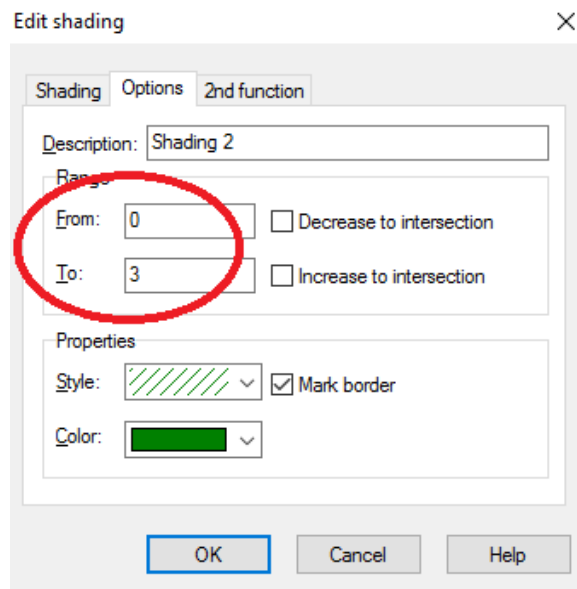 Edit shading
Shading Options 2nd function
Description: Shading 2
Range
From: 0 Decrease to intersection
To: 3 Increase to intersection
Properties
Style: Mark border
Color:
OK Cancel Help